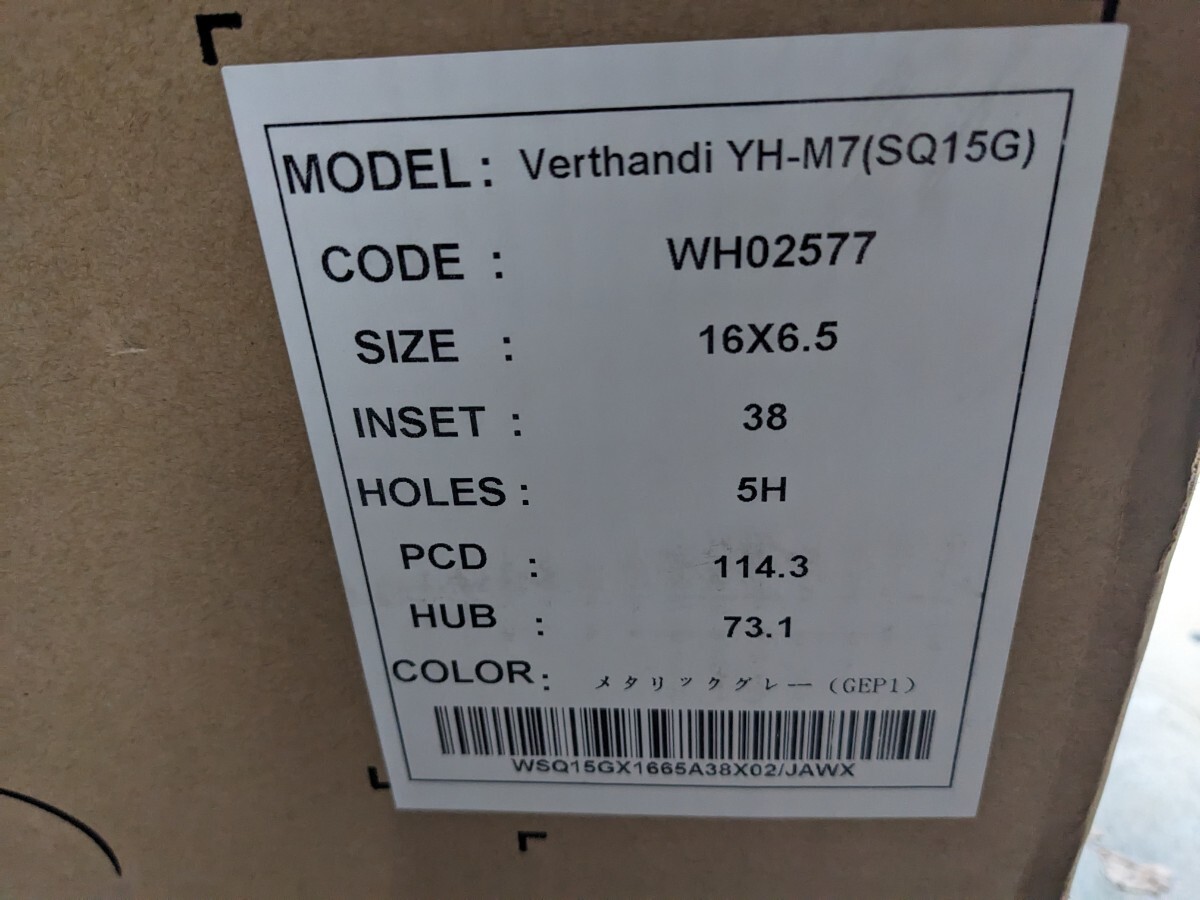 MODEL: Verthandi YH-M7(SQ15G)
CODE : WH02577
SIZE : 16X6.5
INSET : 38
HOLES : 5H
PCD : 114.3
HUB : 73.1
COLOR : メタリックグレー (GEP1)
WSQ15GX1665A38X02/JAWX